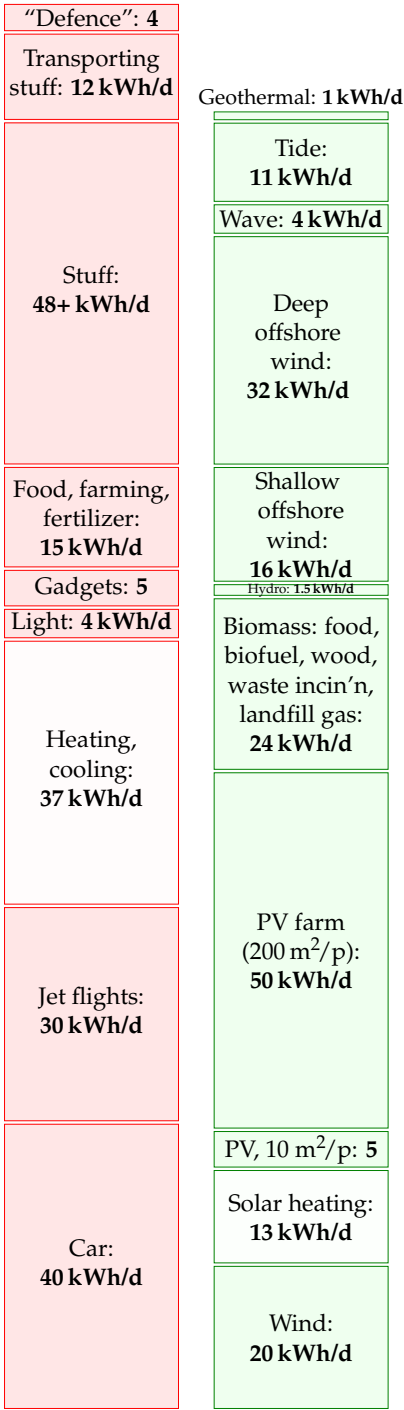 “Defence”: 4
Transporting
stuff: 12 kWh/d
Stuff:
48+ kWh/d
Food, farming,
fertilizer:
15 kWh/d
Gadgets: 5
Light: 4 kWh/d
Heating,
cooling:
37 kWh/d
Jet flights:
30 kWh/d
Car:
40 kWh/d
Geothermal: 1 kWh/d
Tide:
11 kWh/d
Wave: 4 kWh/d
Deep
offshore
wind:
32 kWh/d
Shallow
offshore
wind:
16 kWh/d
Hydro: 1.5 kWh/d
Biomass: food,
biofuel, wood,
waste incin’n,
landfill gas:
24 kWh/d
PV farm
(200 m²/p):
50 kWh/d
PV, 10 m²/p: 5
Solar heating:
13 kWh/d
Wind:
20 kWh/d